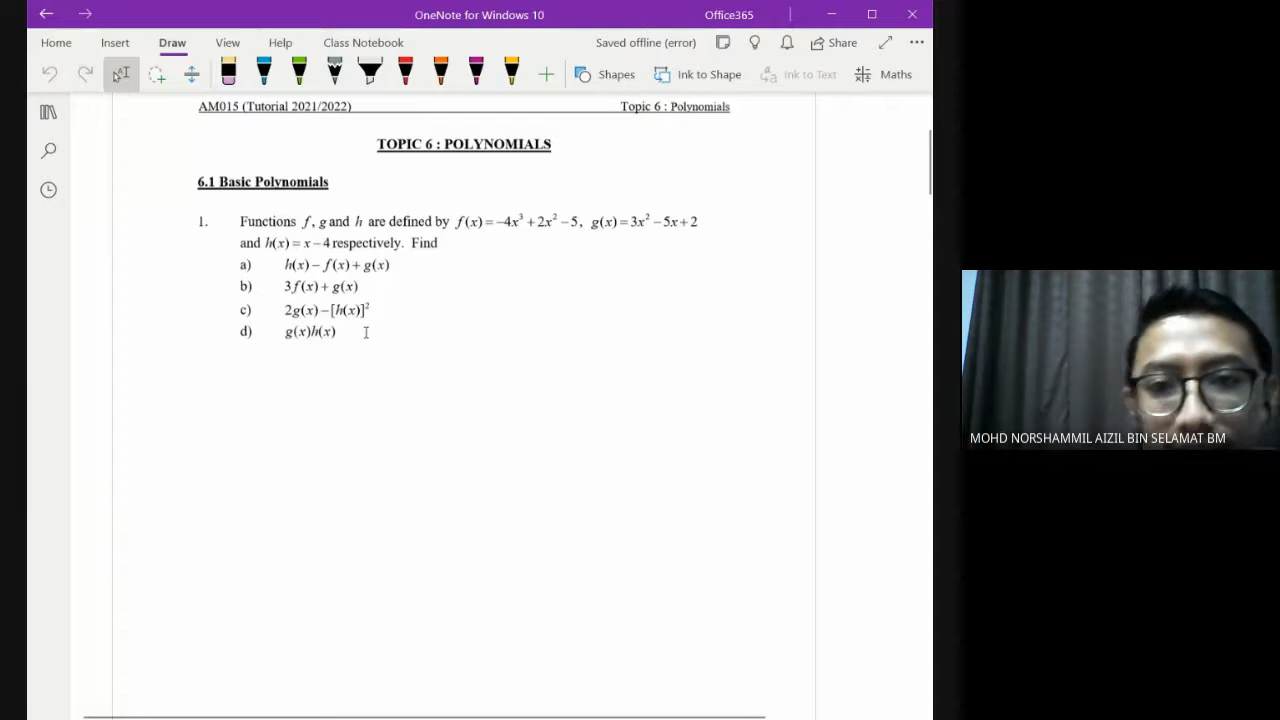 OneNote for Windows 10
Office365
Home Insert Draw View Help Class Notebook
Saved offline (error)
Share
Shapes
Ink to Shape
Ink to Text
Maths
AM015 (Tutorial 2021/2022) Topic 6 : Polynomials
TOPIC 6 : POLYNOMIALS
6.1 Basic Polynomials
1. Functions f, g and h are defined by f(x) = −4x³ + 2x² − 5, g(x) = 3x² − 5x + 2
and h(x) = x − 4 respectively. Find
a) h(x) − f(x) + g(x)
b) 3f(x) + g(x)
c) 2g(x) − [h(x)]²
d) g(x)h(x)
MOHD NORSHAMMIL AIZIL BIN SELAMAT BM